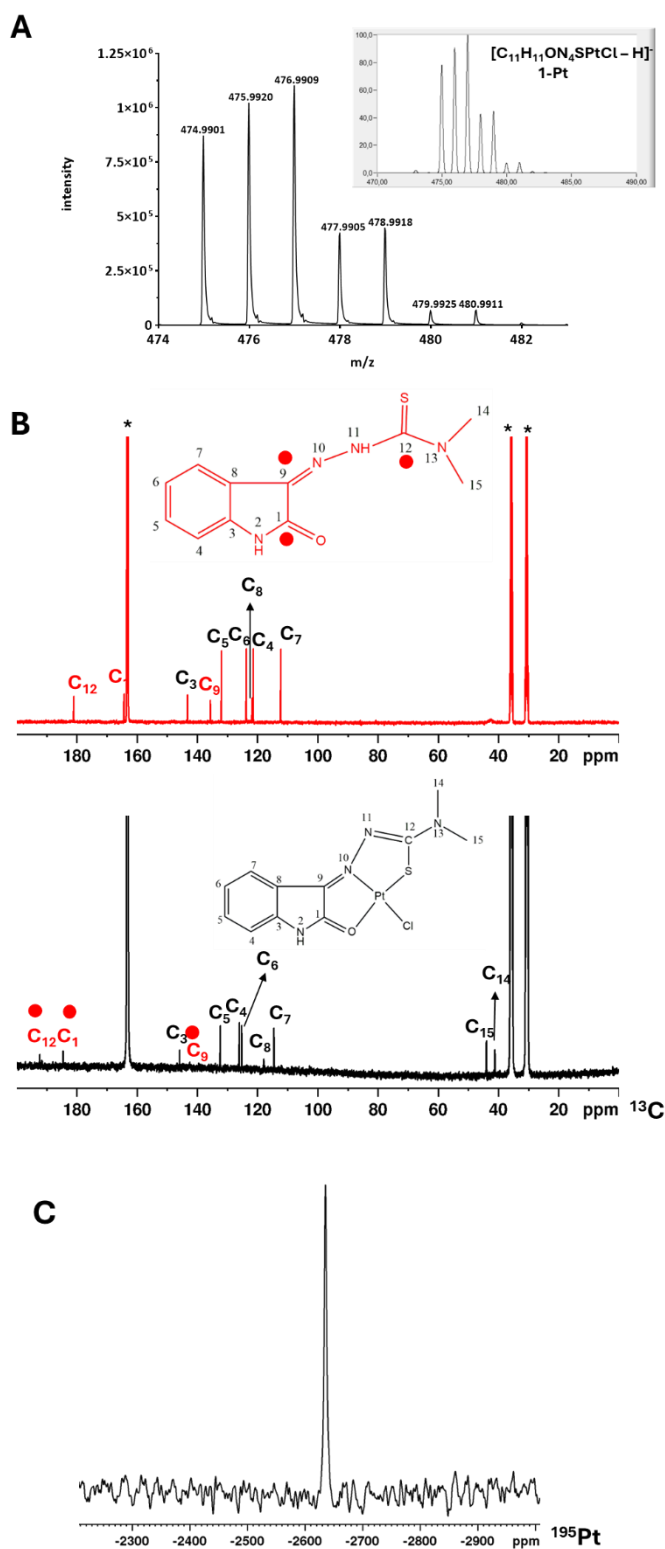 A
1.25×10⁶
1×10⁶
7.5×10⁵
5×10⁵
2.5×10⁵
0
intensity
474.9901
475.9920
476.9909
477.9905
478.9918
479.9925
480.9911
474
476
478
480
482
m/z
100,0
80,0
60,0
40,0
20,0
0,0
470,00
475,00
480,00
485,00
490,00
[C₁₁H₁₁ON₄SPtCl – H]⁻
1-Pt
B
*
*
*
S
14
N
13
15
12
NH
11
N
10
9
8
7
6
5
4
3
2
N
H
1
O
C₁₂
C₃
C₉
C₅
C₆
C₈
C₄
C₇
180
160
140
120
100
80
60
40
20
ppm
14
N
13
15
12
C
11
N
S
10
N
Pt
Cl
O
9
8
7
6
5
4
3
2
N
H
1
C₁₂
C₁
C₃
C₉
C₅
C₄
C₆
C₈
C₇
C₁₅
C₁₄
180
160
140
120
100
80
60
40
20
ppm
¹³C
C
-2300
-2400
-2500
-2600
-2700
-2800
-2900
ppm
¹⁹⁵Pt